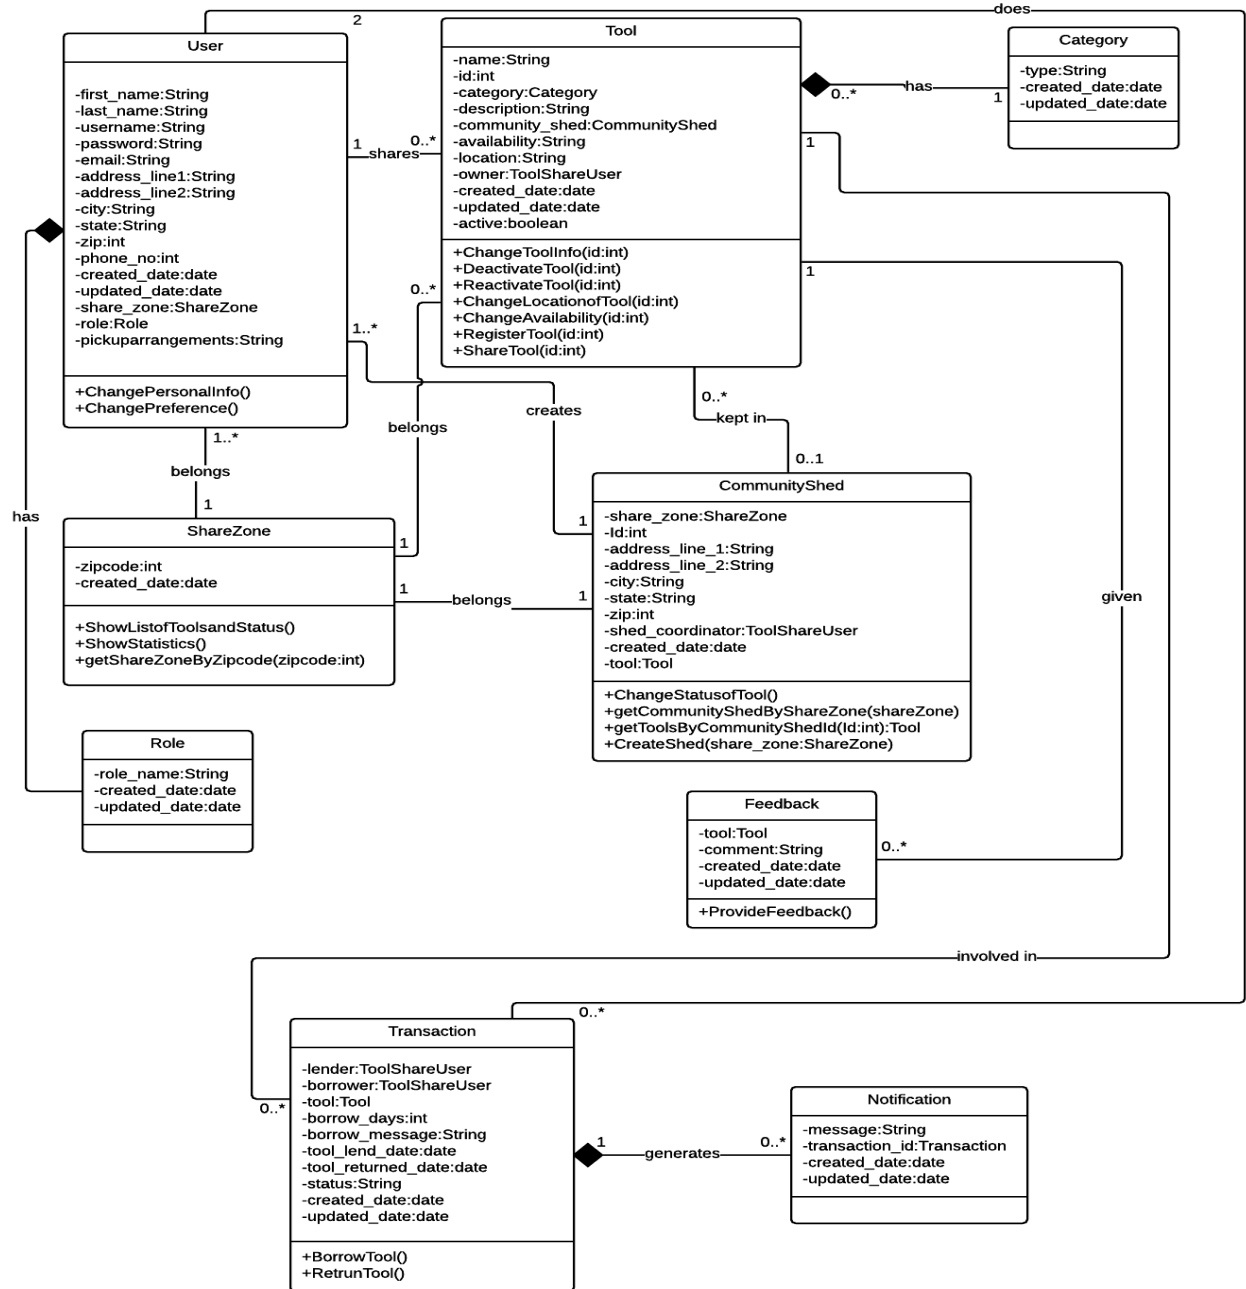 does
2
User
-first_name:String
-last_name:String
-username:String
-password:String
-email:String
-address_line1:String
-address_line2:String
-city:String
-state:String
-zip:int
-phone_no:int
-created_date:date
-updated_date:date
-share_zone:ShareZone
-role:Role
-pickuparrangements:String
+ChangePersonalInfo()
+ChangePreference()
1
shares
0..*
Tool
-name:String
-id:int
-category:Category
-description:String
-community_shed:CommunityShed
-availability:String
-location:String
-owner:ToolShareUser
-created_date:date
-updated_date:date
-active:boolean
+ChangeToolInfo(id:int)
+DeactivateTool(id:int)
+ReactivateTool(id:int)
+ChangeLocationofTool(id:int)
+ChangeAvailability(id:int)
+RegisterTool(id:int)
+ShareTool(id:int)
0..*
has
1
Category
-type:String
-created_date:date
-updated_date:date
1
1
0..*
1..*
creates
belongs
0..*
kept in
0..1
1..*
belongs
1
has
ShareZone
-zipcode:int
-created_date:date
+ShowListofToolsandStatus()
+ShowStatistics()
+getShareZoneByZipcode(zipcode:int)
1
1
belongs
1
1
CommunityShed
-share_zone:ShareZone
-Id:int
-address_line_1:String
-address_line_2:String
-city:String
-state:String
-zip:int
-shed_coordinator:ToolShareUser
-created_date:date
-tool:Tool
+ChangeStatusofTool()
+getCommunityShedByShareZone(shareZone)
+getToolsByCommunityShedId(Id:int):Tool
+CreateShed(share_zone:ShareZone)
given
Role
-role_name:String
-created_date:date
-updated_date:date
Feedback
-tool:Tool
-comment:String
-created_date:date
-updated_date:date
+ProvideFeedback()
0..*
involved in
0..*
Transaction
-lender:ToolShareUser
-borrower:ToolShareUser
-tool:Tool
-borrow_days:int
-borrow_message:String
-tool_lend_date:date
-tool_returned_date:date
-status:String
-created_date:date
-updated_date:date
+BorrowTool()
+RetrunTool()
0..*
1
generates
0..*
Notification
-message:String
-transaction_id:Transaction
-created_date:date
-updated_date:date